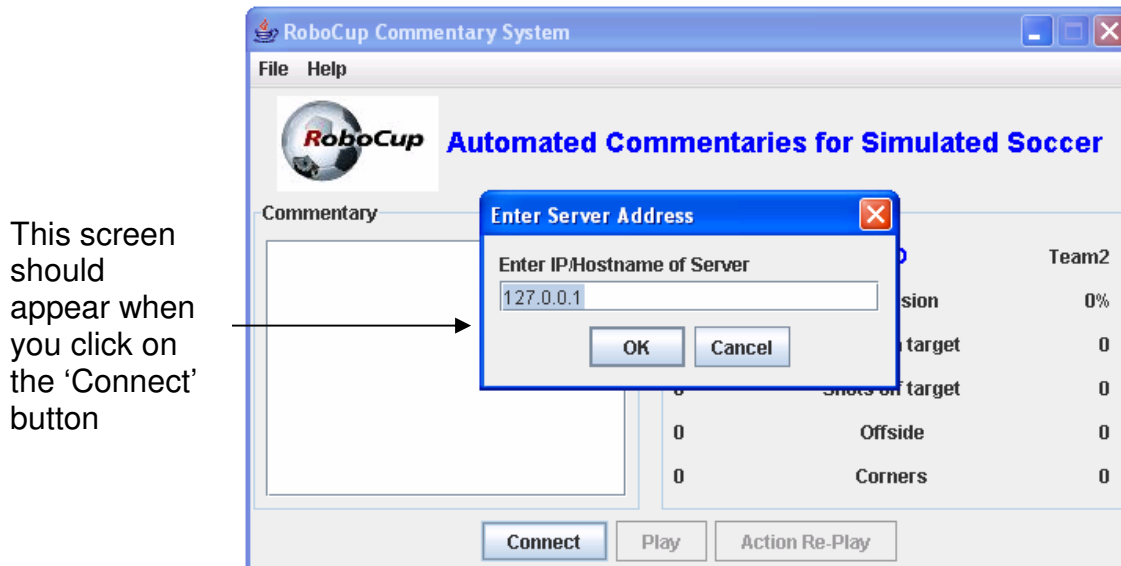 RoboCup Commentary System
File Help
RoboCup
Automated Commentaries for Simulated Soccer
Commentary
Enter Server Address
Enter IP/Hostname of Server
127.0.0.1
OK Cancel
Team2
sion 0%
target 0
0 Shots off target 0
0 Offside 0
0 Corners 0
Connect Play Action Re-Play
This screen
should
appear when
you click on
the ‘Connect’
button